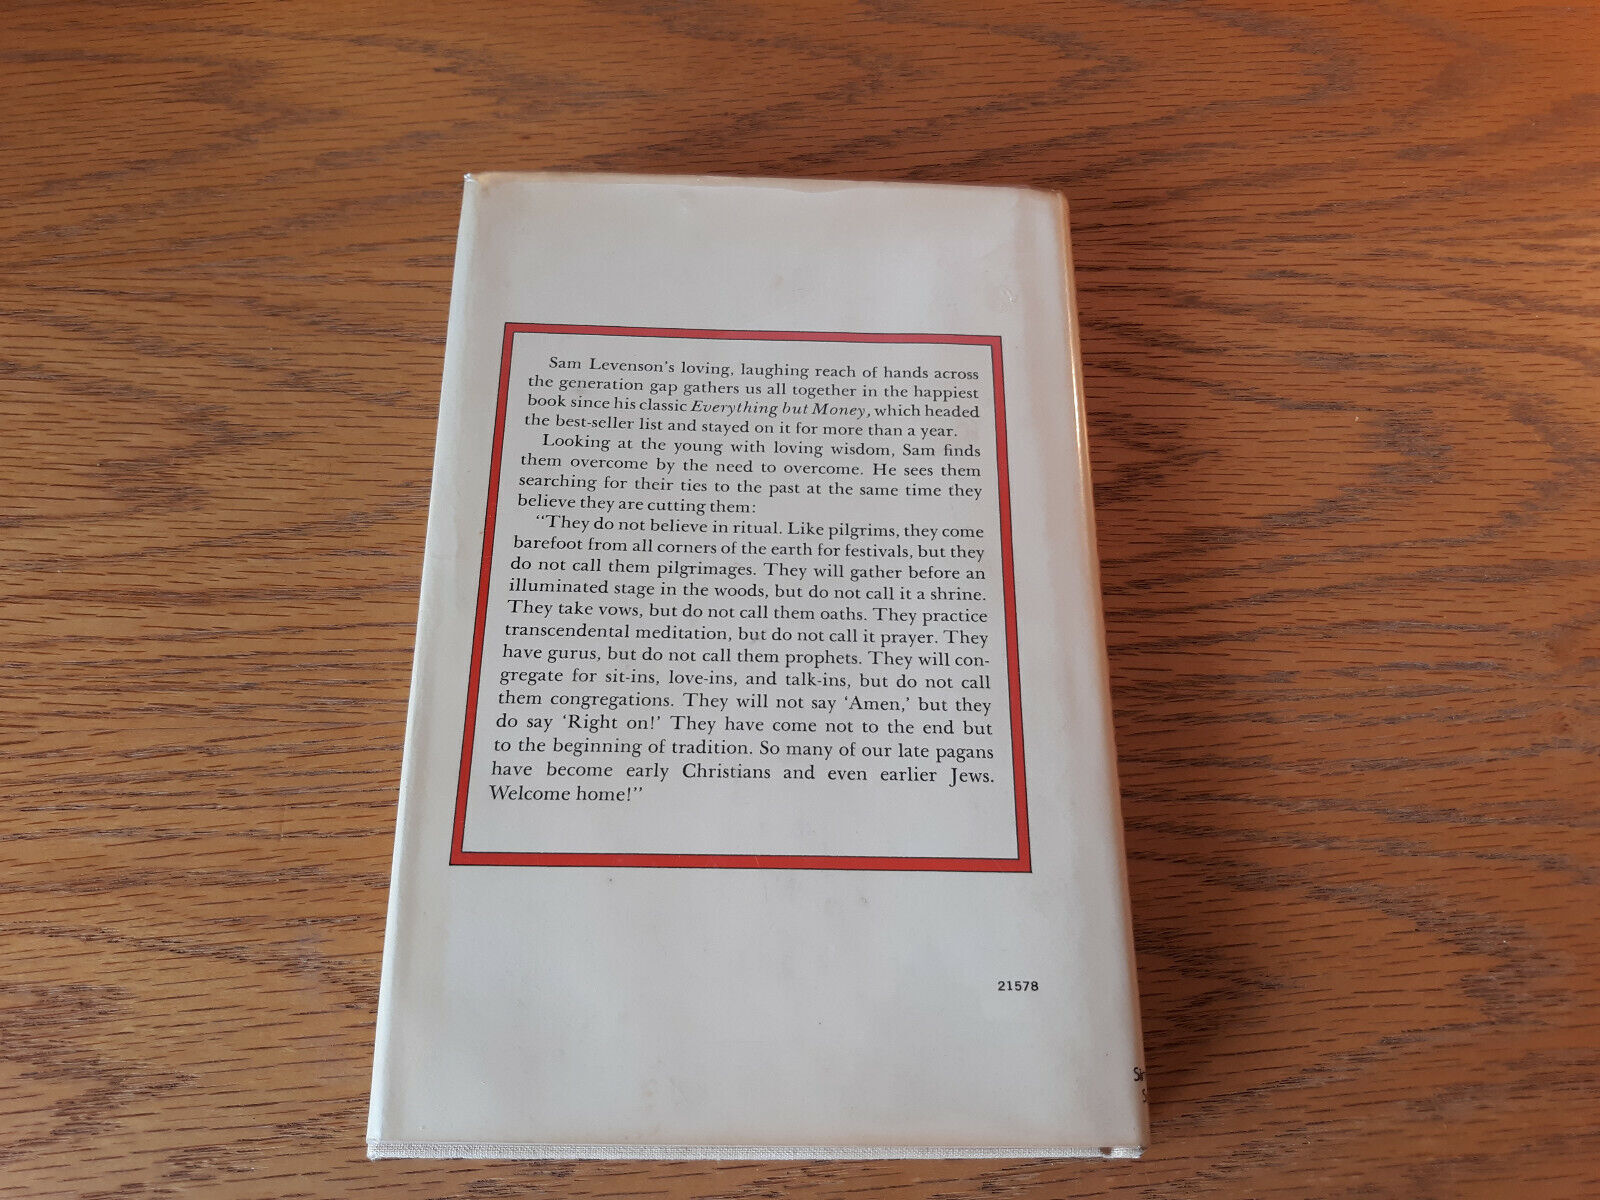 Sam Levenson's loving, laughing reach of hands across
the generation gap gathers us all together in the happiest
book since his classic Everything but Money, which headed
the best-seller list and stayed on it for more than a year.
Looking at the young with loving wisdom, Sam finds
them overcome by the need to overcome. He sees them
searching for their ties to the past at the same time they
believe they are cutting them:
"They do not believe in ritual. Like pilgrims, they come
barefoot from all corners of the earth for festivals, but they
do not call them pilgrimages. They will gather before an
illuminated stage in the woods, but do not call it a shrine.
They take vows, but do not call them oaths. They practice
transcendental meditation, but do not call it prayer. They
have gurus, but do not call them prophets. They will con-
gregate for sit-ins, love-ins, and talk-ins, but do not call
them congregations. They will not say 'Amen,' but they
do say 'Right on!' They have come not to the end but
to the beginning of tradition. So many of our late pagans
have become early Christians and even earlier Jews.
Welcome home!"
21578